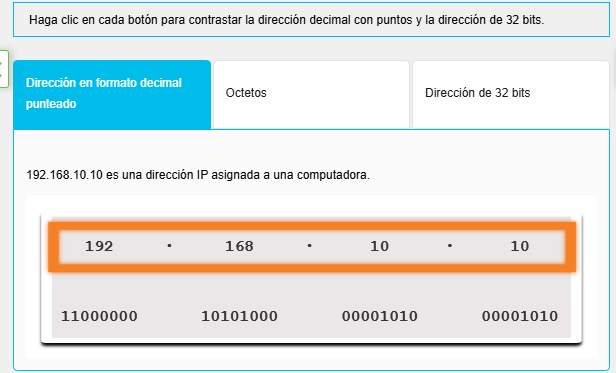 Haga clic en cada botón para contrastar la dirección decimal con puntos y la dirección de 32 bits.
Dirección en formato decimal
punteado
Octetos
Dirección de 32 bits
192.168.10.10 es una dirección IP asignada a una computadora.
192 . 168 . 10 . 10
11000000 10101000 00001010 00001010